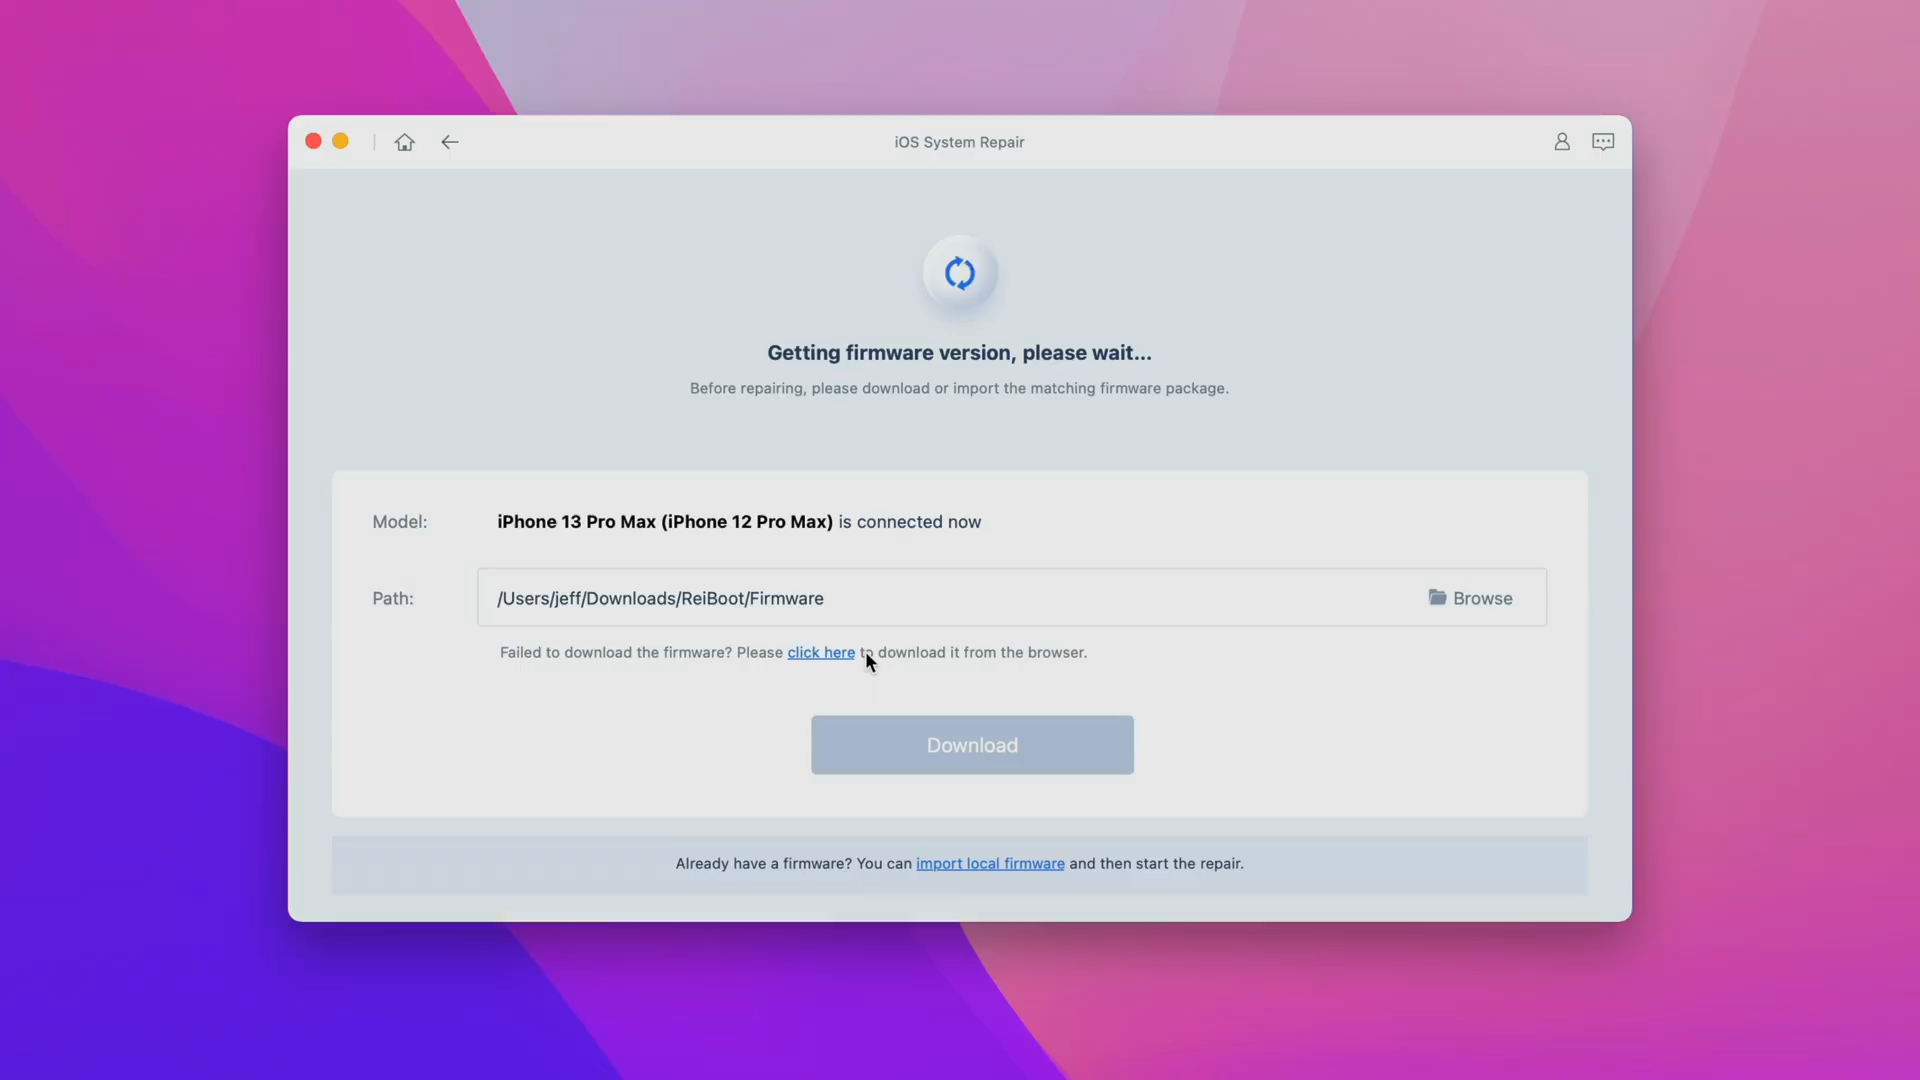 iOS System Repair
Getting firmware version, please wait...
Before repairing, please download or import the matching firmware package.
Model: iPhone 13 Pro Max (iPhone 12 Pro Max) is connected now
Path: /Users/jeff/Downloads/ReiBoot/Firmware Browse
Failed to download the firmware? Please click here to download it from the browser.
Download
Already have a firmware? You can import local firmware and then start the repair.